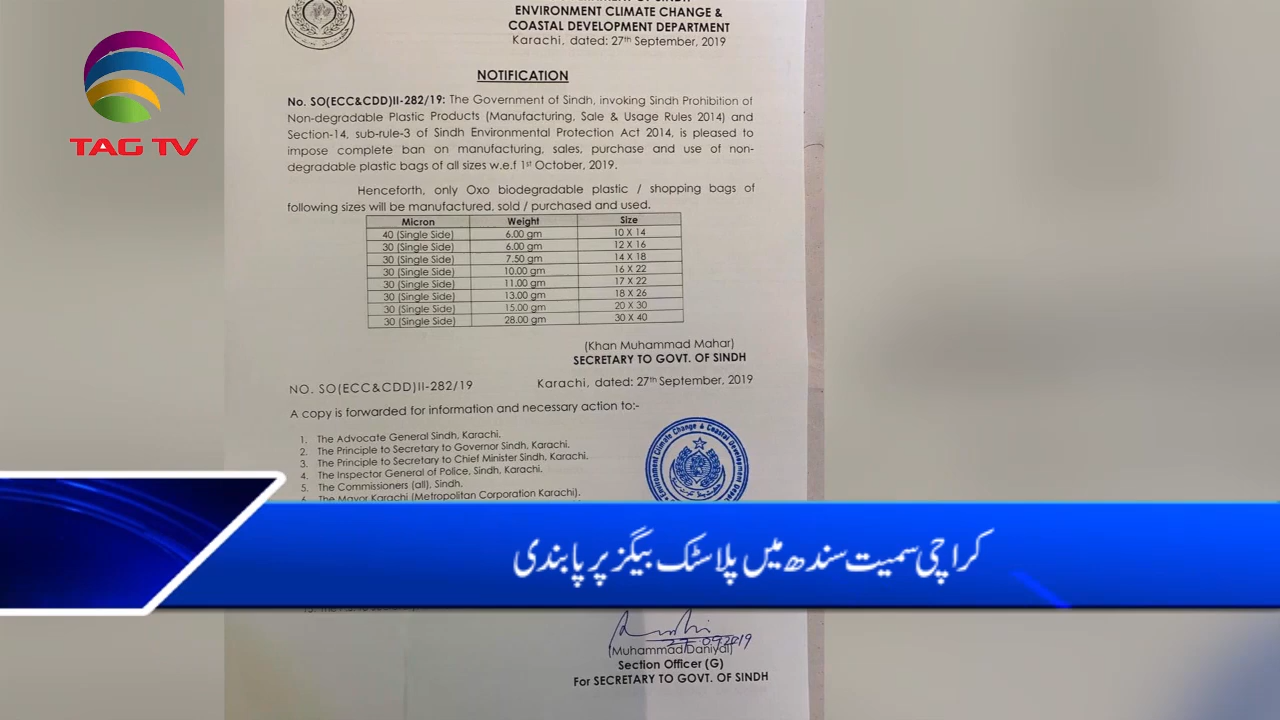 ENVIRONMENT CLIMATE CHANGE &
COASTAL DEVELOPMENT DEPARTMENT
Karachi, dated: 27th September, 2019
TAG TV
NOTIFICATION
No. SO(ECC&CDD)II-282/19: The Government of Sindh, invoking Sindh Prohibition of
Non-degradable Plastic Products (Manufacturing, Sale & Usage Rules 2014) and
Section-14, sub-rule-3 of Sindh Environmental Protection Act 2014, is pleased to
impose complete ban on manufacturing, sales, purchase and use of non-
degradable plastic bags of all sizes w.e.f 1st October, 2019.
Henceforth, only Oxo biodegradable plastic / shopping bags of
following sizes will be manufactured, sold / purchased and used.
Micron Weight Size
40 (Single Side) 6.00 gm 10 X 14
30 (Single Side) 6.00 gm 12 X 16
30 (Single Side) 7.50 gm 14 X 18
30 (Single Side) 10.00 gm 16 X 22
30 (Single Side) 11.00 gm 17 X 22
30 (Single Side) 13.00 gm 18 X 26
30 (Single Side) 15.00 gm 20 X 30
30 (Single Side) 28.00 gm 30 X 40
(Khan Muhammad Mahar)
SECRETARY TO GOVT. OF SINDH
NO. SO(ECC&CDD)II-282/19 Karachi, dated: 27th September, 2019
A copy is forwarded for information and necessary action to:-
1. The Advocate General Sindh, Karachi.
2. The Principle to Secretary to Governor Sindh, Karachi.
3. The Principle to Secretary to Chief Minister Sindh, Karachi.
4. The Inspector General of Police, Sindh, Karachi.
5. The Commissioners (all), Sindh.
6. The Mayor Karachi (Metropolitan Corporation Karachi).
Environment Climate Change & Coastal Development
کراچی سمیت سندھ میں پلاسٹک بیگز پر پابندی
(Muhammad Daniyal)
Section Officer (G)
For SECRETARY TO GOVT. OF SINDH